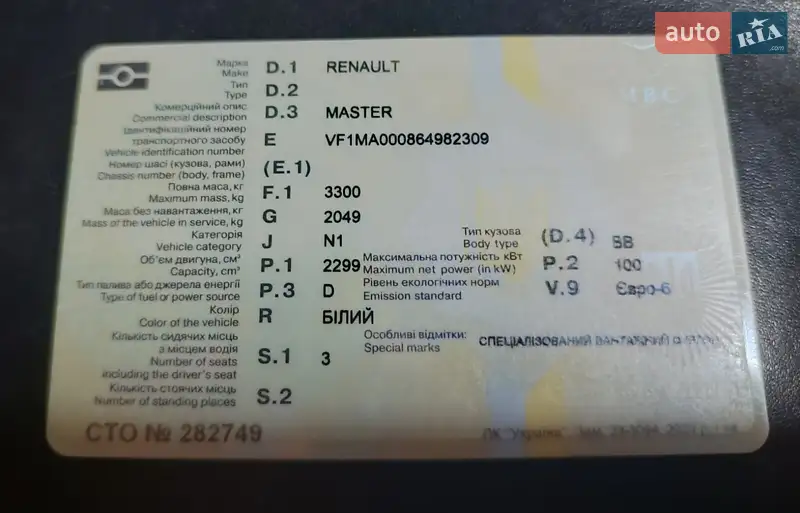 auto RIA .com
Марка
Make D.1 RENAULT
Тип
Type D.2
Комерційний опис
Commercial description D.3 MASTER
Ідентифікаційний номер
транспортного засобу
Vehicle identification number E VF1MA000864982309
Номер шасі (кузова, рами)
Chassis number (body, frame) (E.1)
Повна маса, кг
Maximum mass, kg F.1 3300
Маса без навантаження, кг
Mass of the vehicle in service, kg G 2049
Категорія
Vehicle category J N1
Тип кузова
Body type (D.4) BB
Об'єм двигуна, см³
Capacity, cm³ P.1 2299
Максимальна потужність кВт
Maximum net power (in kW) P.2 100
Тип палива або джерела енергії
Type of fuel or power source P.3 D
Рівень екологічних норм
Emission standard V.9 Євро-6
Колір
Color of the vehicle R БІЛИЙ
Кількість сидячих місць
з місцем водія
Number of seats
including the driver's seat S.1 3
Особливі відмітки:
Special marks СПЕЦІАЛІЗОВАНИЙ ВАНТАЖНИЙ
Кількість стоячих місць
Number of standing places S.2
СТО № 282749
ПК "Україна".